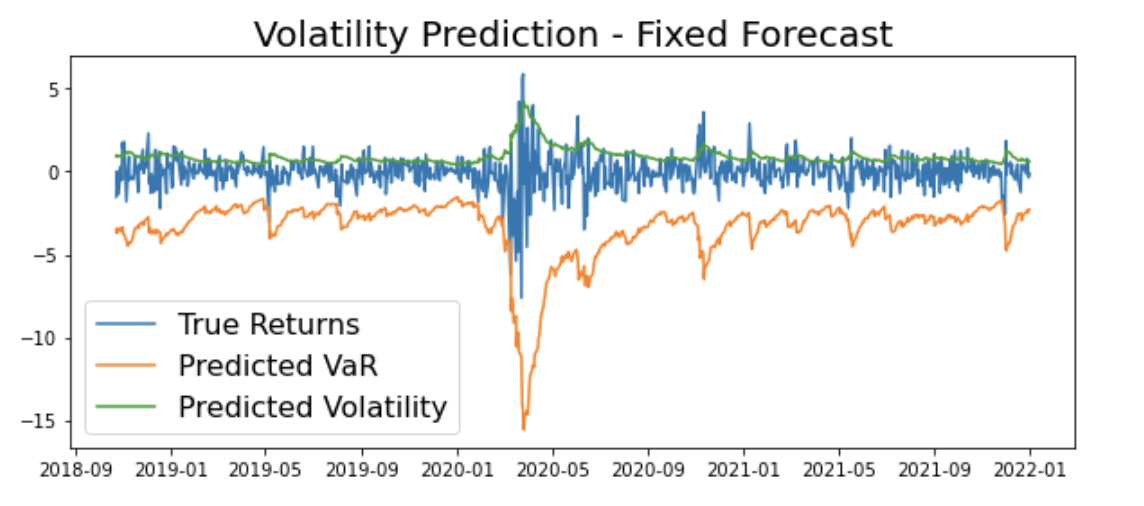 Volatility Prediction - Fixed Forecast
5
0
−5
−10
−15
True Returns
Predicted VaR
Predicted Volatility
2018-09 2019-01 2019-05 2019-09 2020-01 2020-05 2020-09 2021-01 2021-05 2021-09 2022-01